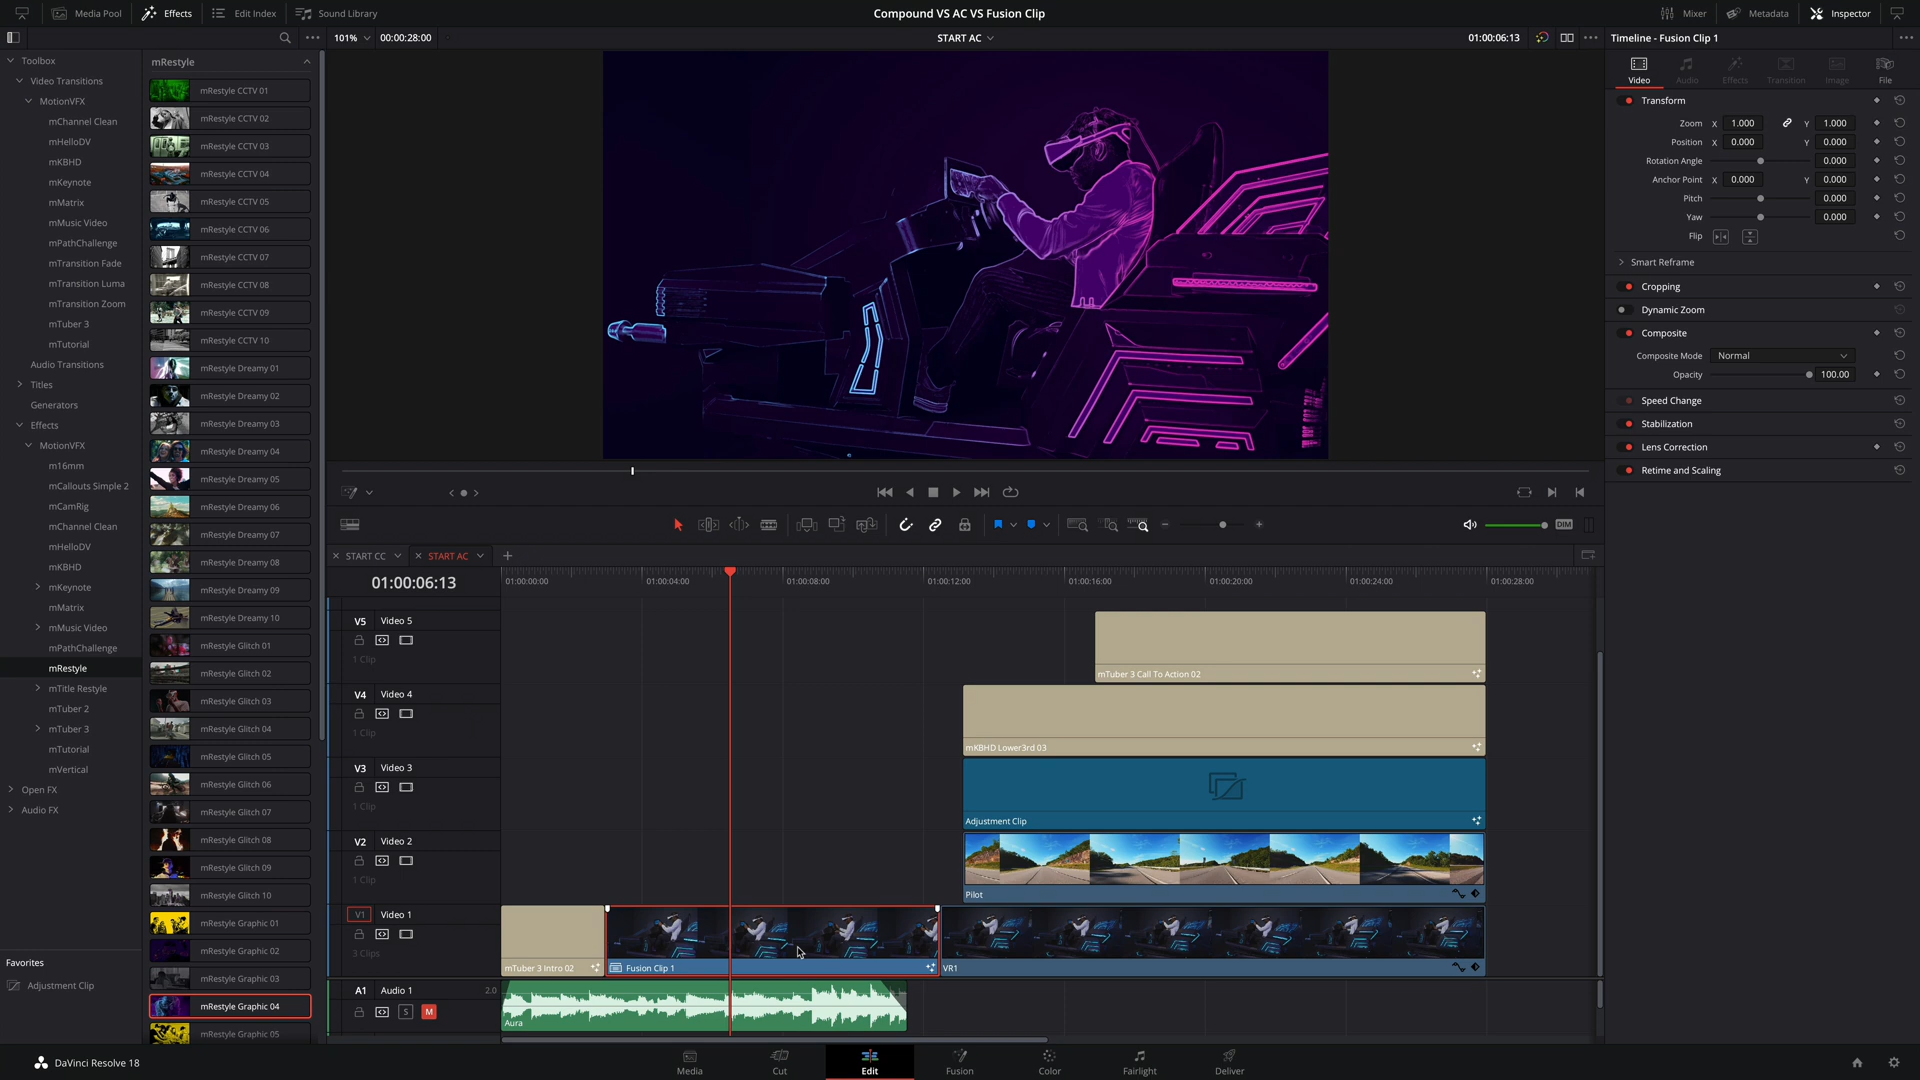 Media Pool
Effects
Edit Index
Sound Library
Compound VS AC VS Fusion Clip
Mixer
Metadata
Inspector
101%
00:00:28:00
START AC
01:00:06:13
Timeline - Fusion Clip 1
Toolbox
Video Transitions
MotionVFX
mChannel Clean
mHelloDV
mKBHD
mKeynote
mMatrix
mMusic Video
mPathChallenge
mTransition Fade
mTransition Luma
mTransition Zoom
mTuber 3
mTutorial
Audio Transitions
Titles
Generators
Effects
MotionVFX
m16mm
mCallouts Simple 2
mCamRig
mChannel Clean
mHelloDV
mKBHD
mKeynote
mMatrix
mMusic Video
mPathChallenge
mRestyle
mTitle Restyle
mTuber 2
mTuber 3
mTutorial
mVertical
Open FX
Audio FX
Favorites
Adjustment Clip
mRestyle
mRestyle CCTV 01
mRestyle CCTV 02
mRestyle CCTV 03
mRestyle CCTV 04
mRestyle CCTV 05
mRestyle CCTV 06
mRestyle CCTV 07
mRestyle CCTV 08
mRestyle CCTV 09
mRestyle CCTV 10
mRestyle Dreamy 01
mRestyle Dreamy 02
mRestyle Dreamy 03
mRestyle Dreamy 04
mRestyle Dreamy 05
mRestyle Dreamy 06
mRestyle Dreamy 07
mRestyle Dreamy 08
mRestyle Dreamy 09
mRestyle Dreamy 10
mRestyle Glitch 01
mRestyle Glitch 02
mRestyle Glitch 03
mRestyle Glitch 04
mRestyle Glitch 05
mRestyle Glitch 06
mRestyle Glitch 07
mRestyle Glitch 08
mRestyle Glitch 09
mRestyle Glitch 10
mRestyle Graphic 01
mRestyle Graphic 02
mRestyle Graphic 03
mRestyle Graphic 04
mRestyle Graphic 05
Video
Audio
Effects
Transition
Image
File
Transform
Zoom X 1.000 Y 1.000
Position X 0.000 Y 0.000
Rotation Angle 0.000
Anchor Point X 0.000 Y 0.000
Pitch 0.000
Yaw 0.000
Flip
Smart Reframe
Cropping
Dynamic Zoom
Composite
Composite Mode Normal
Opacity 100.00
Speed Change
Stabilization
Lens Correction
Retime and Scaling
DIM
START CC
START AC
01:00:06:13
01:00:00:00
01:00:04:00
01:00:08:00
01:00:12:00
01:00:16:00
01:00:20:00
01:00:24:00
01:00:28:00
V5 Video 5
1 Clip
mTuber 3 Call To Action 02
V4 Video 4
1 Clip
mKBHD Lower3rd 03
V3 Video 3
1 Clip
Adjustment Clip
V2 Video 2
1 Clip
Pilot
V1 Video 1
3 Clips
mTuber 3 Intro 02
Fusion Clip 1
VR1
A1 Audio 1 2.0
S M
Aura
DaVinci Resolve 18
Media
Cut
Edit
Fusion
Color
Fairlight
Deliver